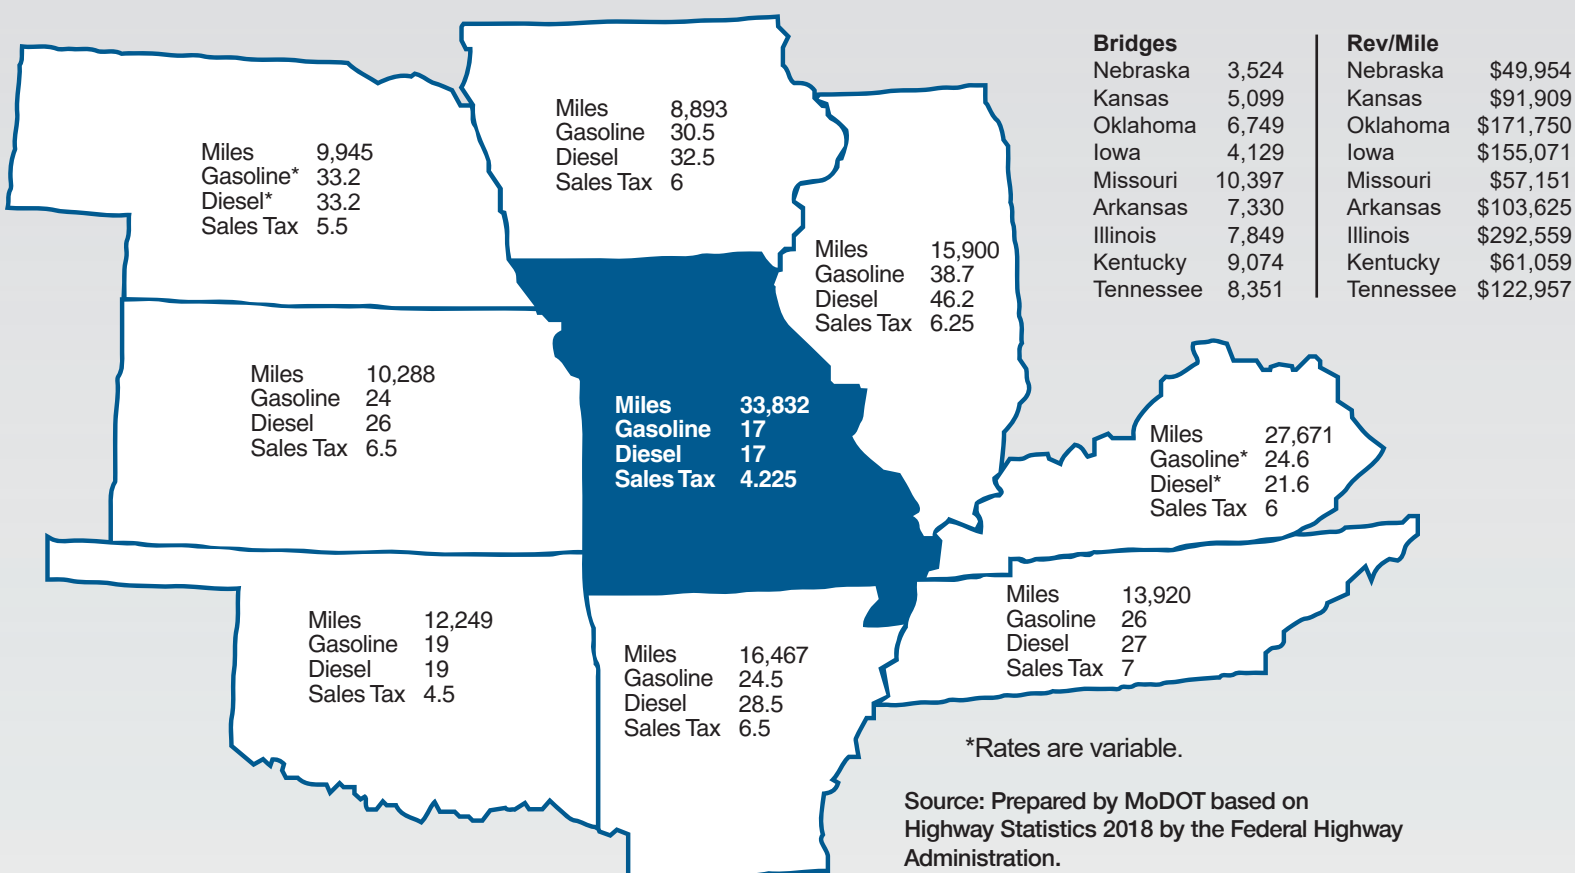 Bridges
Nebraska 3,524
Kansas 5,099
Oklahoma 6,749
Iowa 4,129
Missouri 10,397
Arkansas 7,330
Illinois 7,849
Kentucky 9,074
Tennessee 8,351
Rev/Mile
Nebraska $49,954
Kansas $91,909
Oklahoma $171,750
Iowa $155,071
Missouri $57,151
Arkansas $103,625
Illinois $292,559
Kentucky $61,059
Tennessee $122,957
Miles 9,945
Gasoline* 33.2
Diesel* 33.2
Sales Tax 5.5
Miles 8,893
Gasoline 30.5
Diesel 32.5
Sales Tax 6
Miles 15,900
Gasoline 38.7
Diesel 46.2
Sales Tax 6.25
Miles 10,288
Gasoline 24
Diesel 26
Sales Tax 6.5
Miles 33,832
Gasoline 17
Diesel 17
Sales Tax 4.225
Miles 27,671
Gasoline* 24.6
Diesel* 21.6
Sales Tax 6
Miles 12,249
Gasoline 19
Diesel 19
Sales Tax 4.5
Miles 16,467
Gasoline 24.5
Diesel 28.5
Sales Tax 6.5
Miles 13,920
Gasoline 26
Diesel 27
Sales Tax 7
*Rates are variable.
Source: Prepared by MoDOT based on
Highway Statistics 2018 by the Federal Highway
Administration.